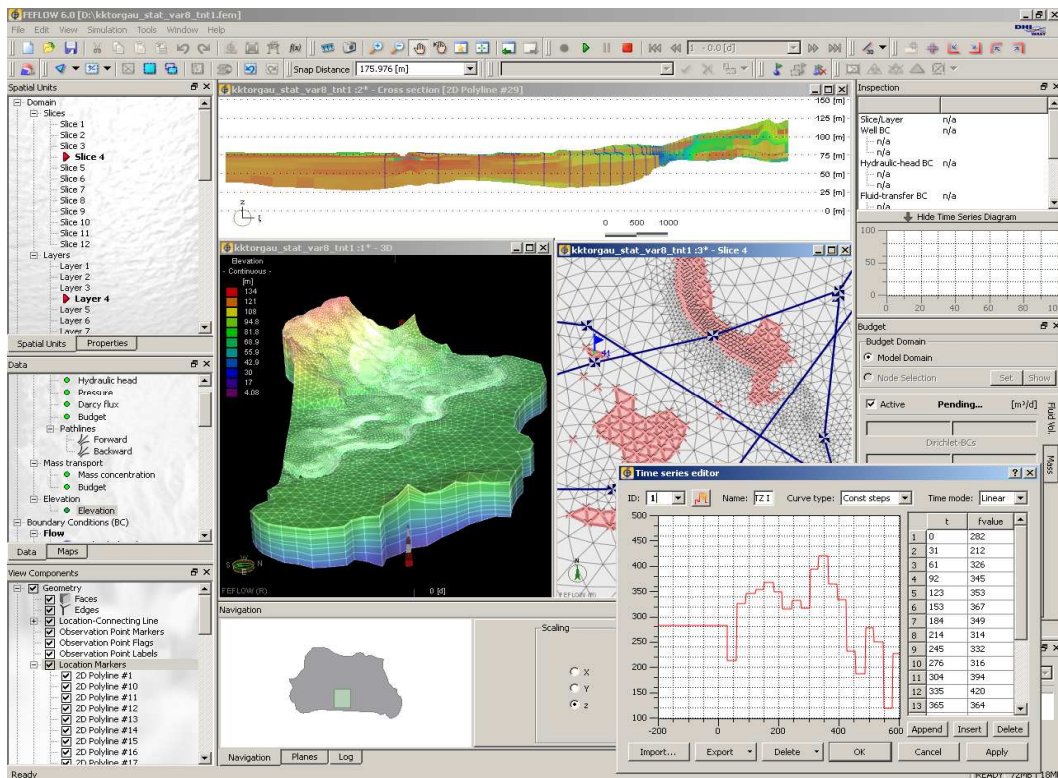 FEFLOW 6.0 [D:\kktorgau_stat_var8_tnt1.fem]
File Edit View Simulation Tools Window Help
DHI
WASY
1 - 0.0 [d]
Snap Distance 175.976 [m]
Spatial Units
Domain
Slices
Slice 1
Slice 2
Slice 3
Slice 4
Slice 5
Slice 6
Slice 7
Slice 8
Slice 9
Slice 10
Slice 11
Slice 12
Layers
Layer 1
Layer 2
Layer 3
Layer 4
Layer 5
Layer 6
Layer 7
Spatial Units Properties
Data
Hydraulic head
Pressure
Darcy flux
Budget
Pathlines
Forward
Backward
Mass transport
Mass concentration
Budget
Elevation
Elevation
Boundary Conditions (BC)
Flow
Data Maps
View Components
Geometry
Faces
Edges
Location-Connecting Line
Observation Point Markers
Observation Point Flags
Observation Point Labels
Location Markers
2D Polyline #1
2D Polyline #10
2D Polyline #11
2D Polyline #12
2D Polyline #13
2D Polyline #14
2D Polyline #15
2D Polyline #16
2D Polyline #17
Ready
kktorgau_stat_var8_tnt1 :2* - Cross section [2D Polyline #29]
150 [m]
125 [m]
100 [m]
75 [m]
50 [m]
25 [m]
0 [m]
z
0 500 1000
kktorgau_stat_var8_tnt1 :1* - 3D
Elevation
- Continuous -
[m]
134
121
108
94.8
81.8
68.9
55.9
42.9
30
17
4.08
S W N E
FEFLOW (R)
0 [d]
kktorgau_stat_var8_tnt1 :3* - Slice 4
41
N
FEFLOW (R)
Navigation
Scaling
X
Y
z
Navigation Planes Log
Inspection
Slice/Layer n/a
Well BC n/a
n/a
n/a
Hydraulic-head BC n/a
n/a
n/a
Fluid-transfer BC n/a
n/a
Hide Time Series Diagram
100
50
0
0 20 40 60 80 100
Budget
Budget Domain
Model Domain
Node Selection Set Show
Active Pending... [m³/d]
Dirichlet-BCs
Fluid Vol.
Mass
Time series editor
ID: 1 Name: TZ I Curve type: Const steps Time mode: Linear
500
450
400
350
300
250
200
150
100
-200 0 200 400 600
t fvalue
1 0 282
2 31 212
3 61 326
4 92 345
5 123 353
6 153 367
7 184 349
8 214 314
9 245 332
10 276 316
11 304 394
12 335 420
13 365 364
Append Insert Delete
Import... Export Delete OK Cancel Apply
READY 72MB